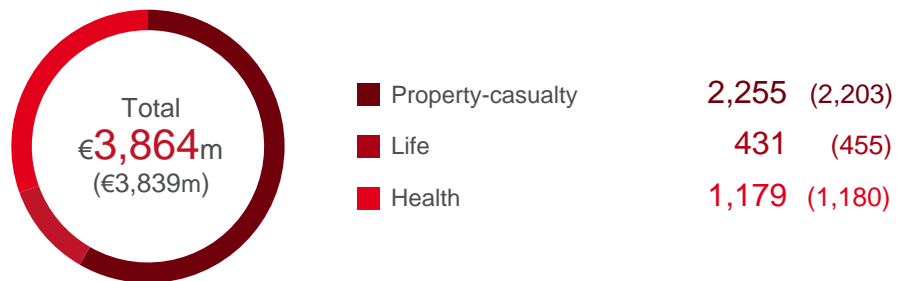 Total
€3,864m
(€3,839m)
Property-casualty 2,255 (2,203)
Life 431 (455)
Health 1,179 (1,180)